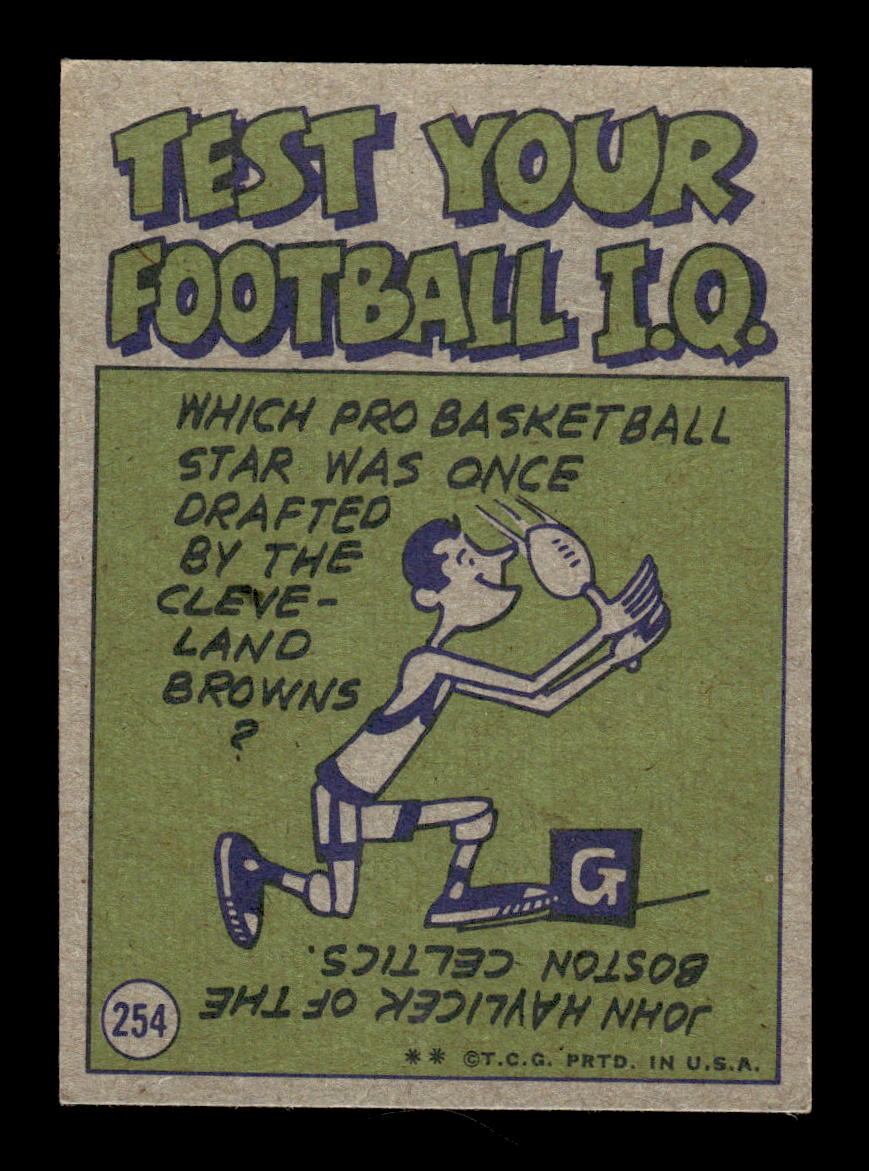 TEST YOUR
FOOTBALL I.Q.
WHICH PRO BASKETBALL
STAR WAS ONCE
DRAFTED
BY THE
CLEVE-
LAND
BROWNS
?
G
JOHN HAVLICEK OF THE
BOSTON CELTICS.
254
** ©T.C.G. PRTD. IN U.S.A.